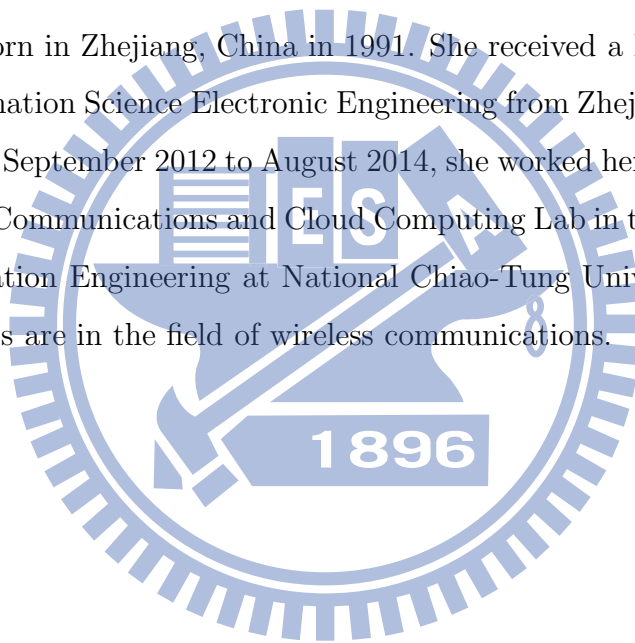 orn in Zhejiang, China in 1991. She received a
nation Science Electronic Engineering from Zhej
September 2012 to August 2014, she worked her
Communications and Cloud Computing Lab in t
ation Engineering at National Chiao-Tung Univ
s are in the field of wireless communications.
E S A
1896